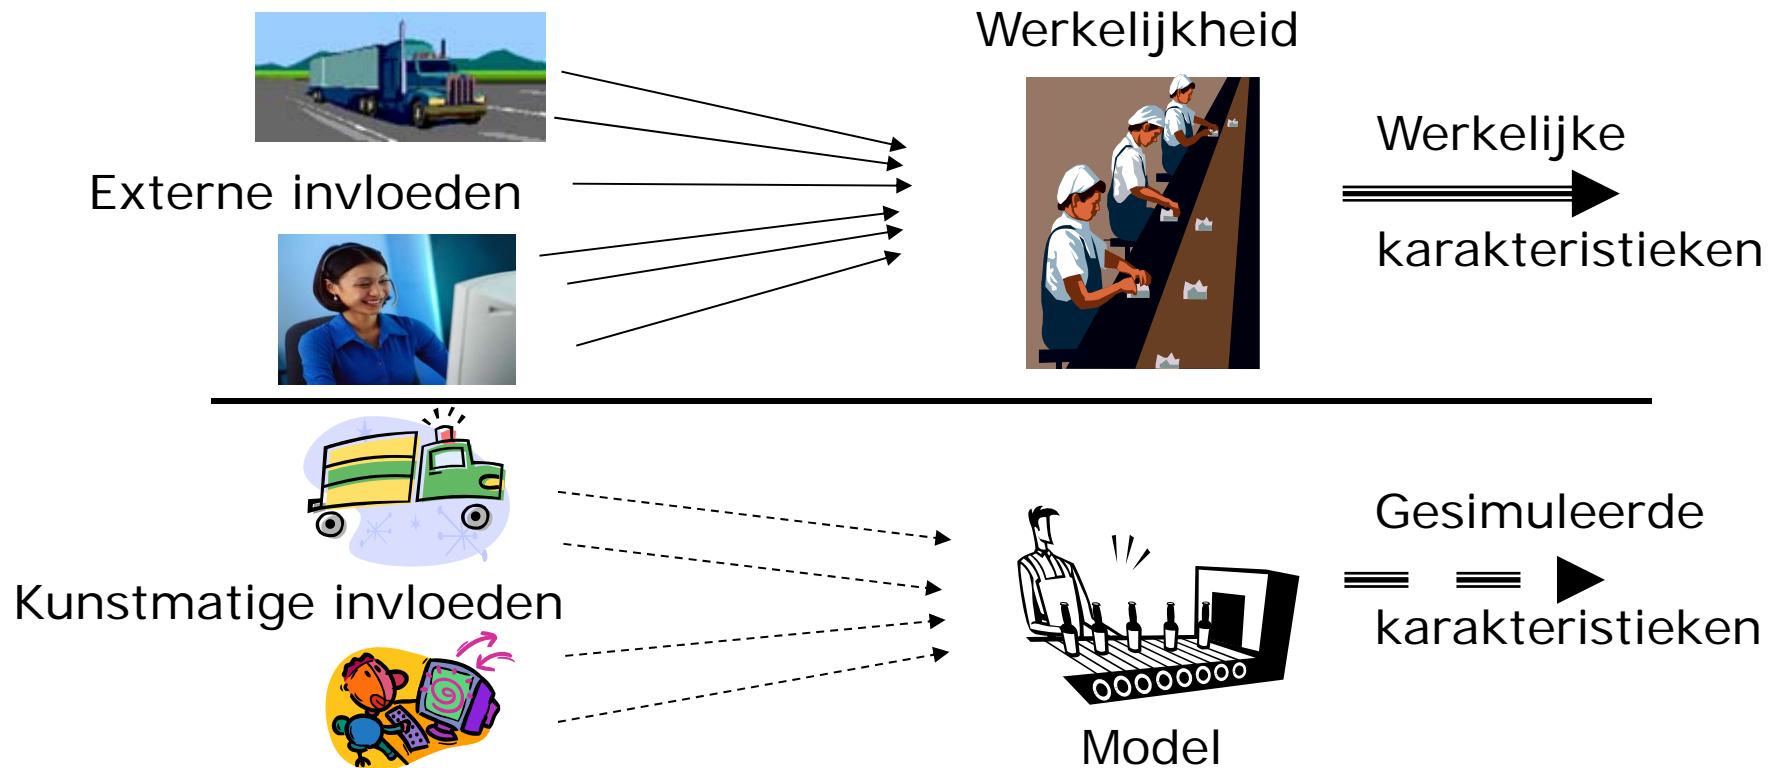 Werkelijkheid
Werkelijke
Externe invloeden
karakteristieken
Gesimuleerde
Kunstmatige invloeden
karakteristieken
Model